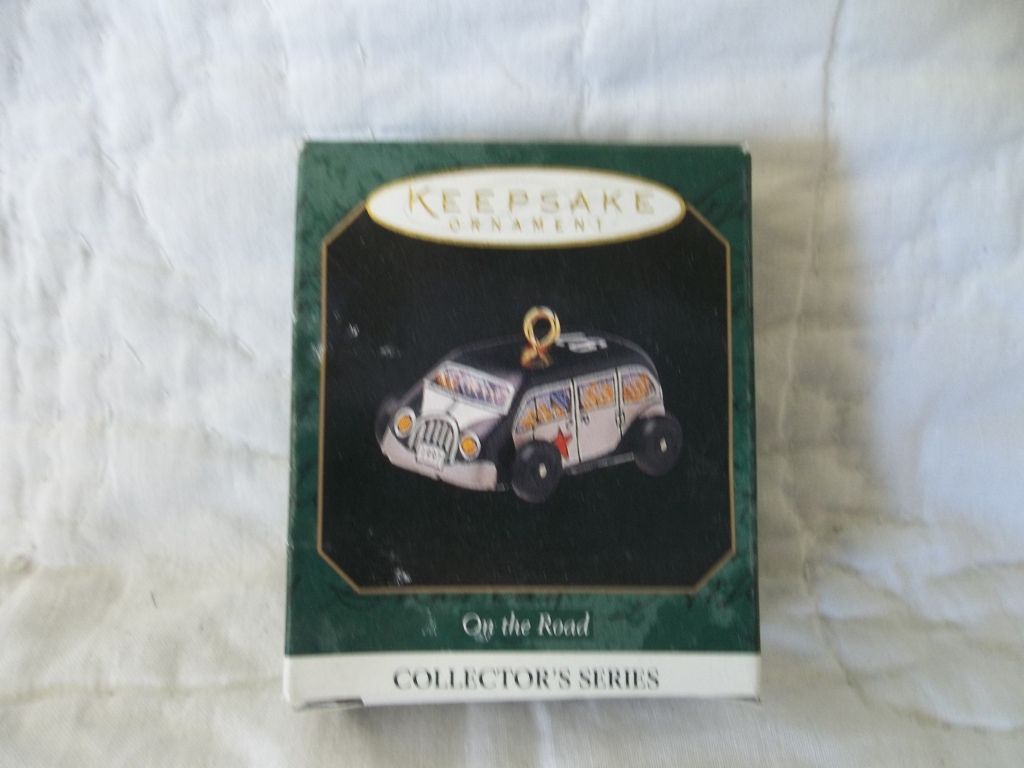 KEEPSAKE
ORNAMENT
On the Road
COLLECTOR'S SERIES